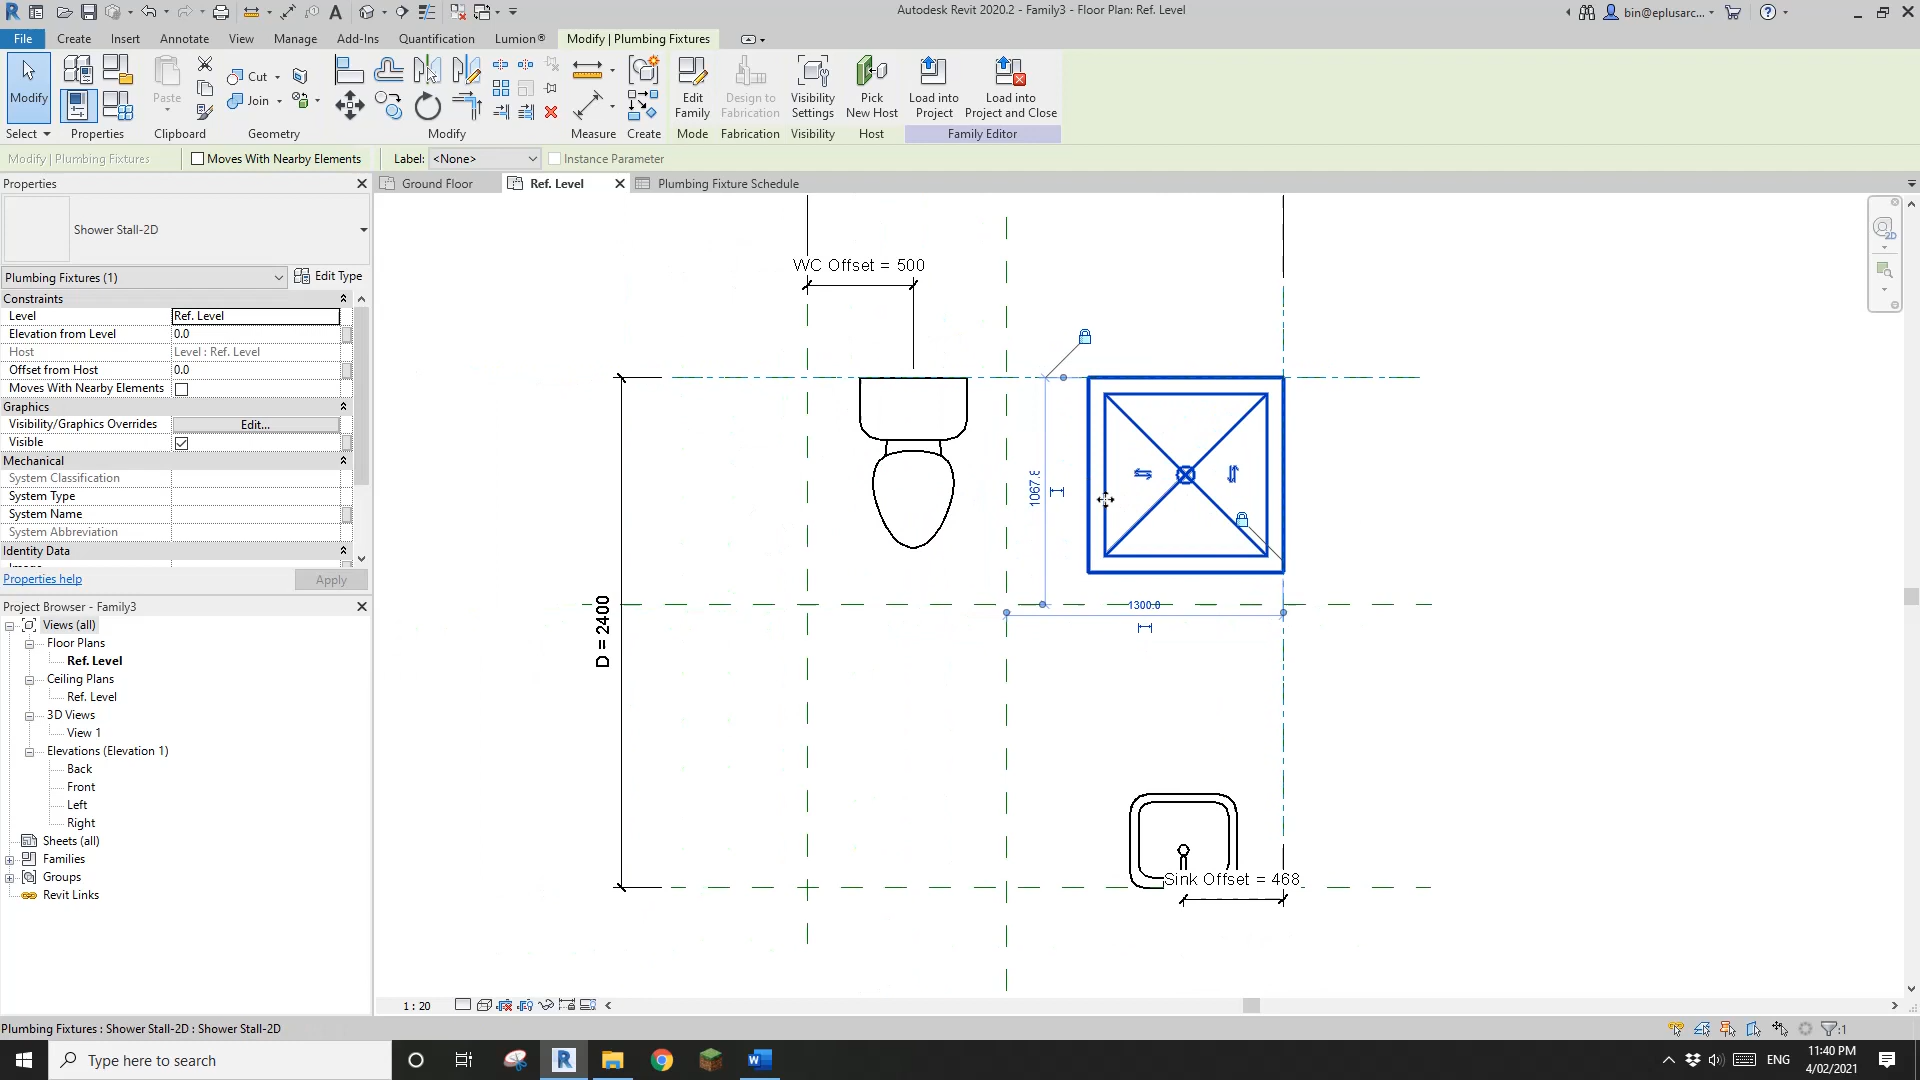 Autodesk Revit 2020.2 - Family3 - Floor Plan: Ref. Level
bin@eplusarc...
File Create Insert Annotate View Manage Add-Ins Quantification Lumion® Modify | Plumbing Fixtures
Modify
Paste
Cut
Join
Edit Family
Design to Fabrication
Visibility Settings
Pick New Host
Load into Project
Load into Project and Close
Select Properties Clipboard Geometry Modify Measure Create Mode Fabrication Visibility Host Family Editor
Modify | Plumbing Fixtures Moves With Nearby Elements Label: <None> Instance Parameter
Properties
Ground Floor Ref. Level Plumbing Fixture Schedule
Shower Stall-2D
Plumbing Fixtures (1) Edit Type
Constraints
Level Ref. Level
Elevation from Level 0.0
Host Level : Ref. Level
Offset from Host 0.0
Moves With Nearby Elements
Graphics
Visibility/Graphics Overrides Edit...
Visible
Mechanical
System Classification
System Type
System Name
System Abbreviation
Identity Data
Properties help Apply
Project Browser - Family3
Views (all)
Floor Plans
Ref. Level
Ceiling Plans
Ref. Level
3D Views
View 1
Elevations (Elevation 1)
Back
Front
Left
Right
Sheets (all)
Families
Groups
Revit Links
WC Offset = 500
1067.8
1300.0
D = 2400
Sink Offset = 468
2D
1 : 20
Plumbing Fixtures : Shower Stall-2D : Shower Stall-2D
:1
Type here to search
ENG
11:40 PM
4/02/2021